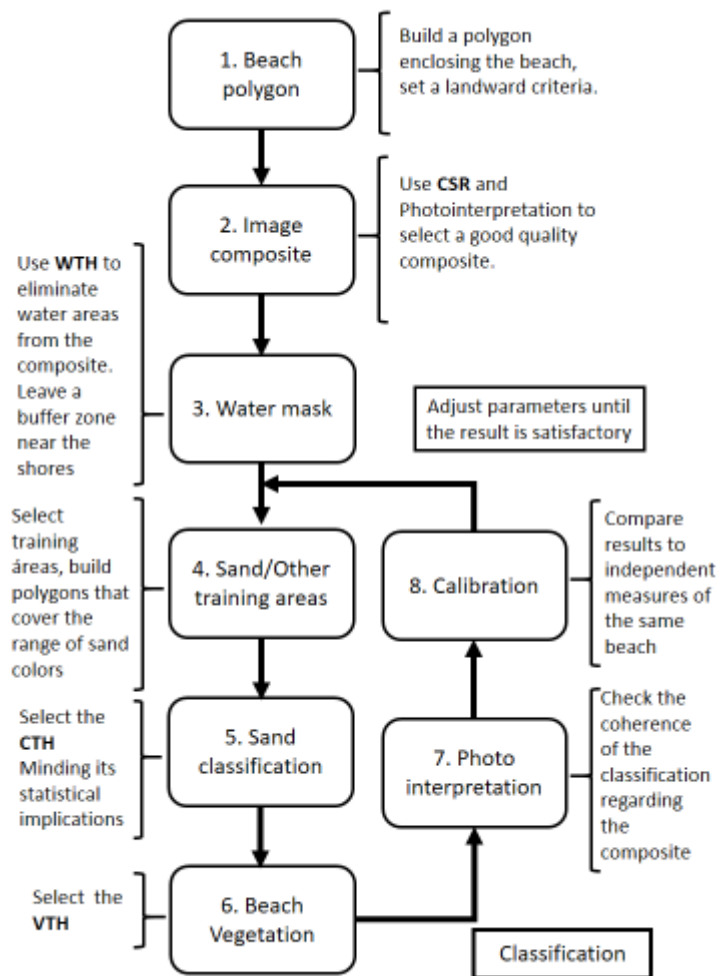 1. Beach
polygon
Build a polygon
enclosing the beach,
set a landward criteria.
2. Image
composite
Use CSR and
Photointerpretation to
select a good quality
composite.
Use WTH to
eliminate
water areas
from the
composite.
Leave a
buffer zone
near the
shores
3. Water mask
Adjust parameters until
the result is satisfactory
Select
training
áreas, build
polygons that
cover the
range of sand
colors
4. Sand/Other
training areas
8. Calibration
Compare
results to
independent
measures of
the same
beach
Select the
CTH
Minding its
statistical
implications
5. Sand
classification
7. Photo
interpretation
Check the
coherence
of the
classification
regarding
the
composite
Select the
VTH
6. Beach
Vegetation
Classification